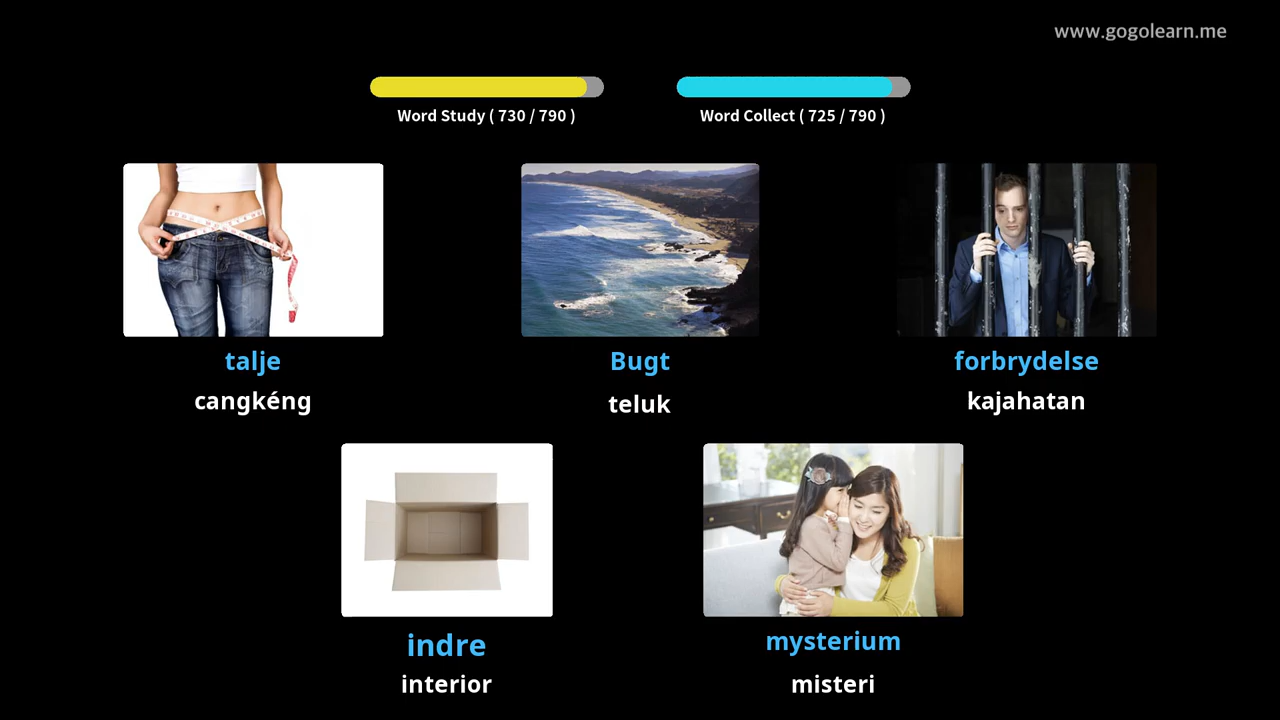 www.gogolearn.me
Word Study ( 730 / 790 )
Word Collect ( 725 / 790 )
talje
cangkéng
Bugt
teluk
forbrydelse
kajahatan
indre
interior
mysterium
misteri